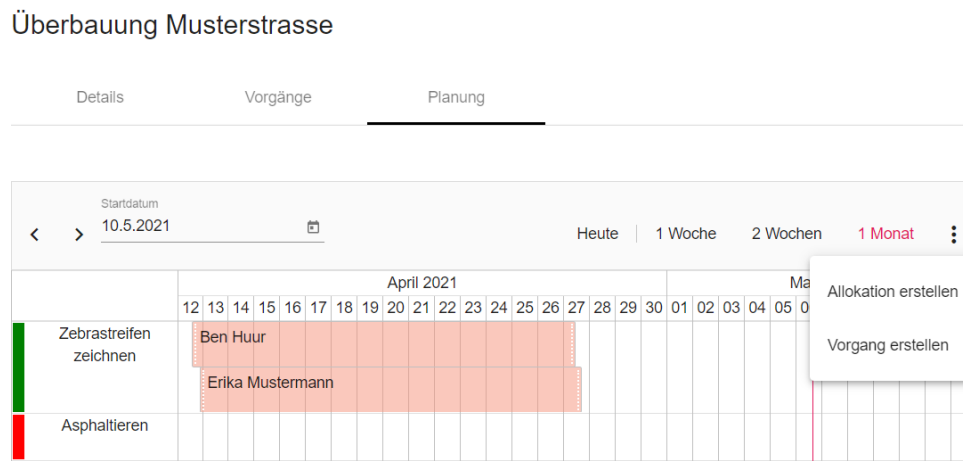 Überbauung Musterstrasse
Details Vorgänge Planung
Startdatum
10.5.2021
Heute 1 Woche 2 Wochen 1 Monat
April 2021 Ma
12 13 14 15 16 17 18 19 20 21 22 23 24 25 26 27 28 29 30 01 02 03 04 05 0
Allokation erstellen
Vorgang erstellen
Zebrastreifen
zeichnen
Ben Huur
Erika Mustermann
Asphaltieren